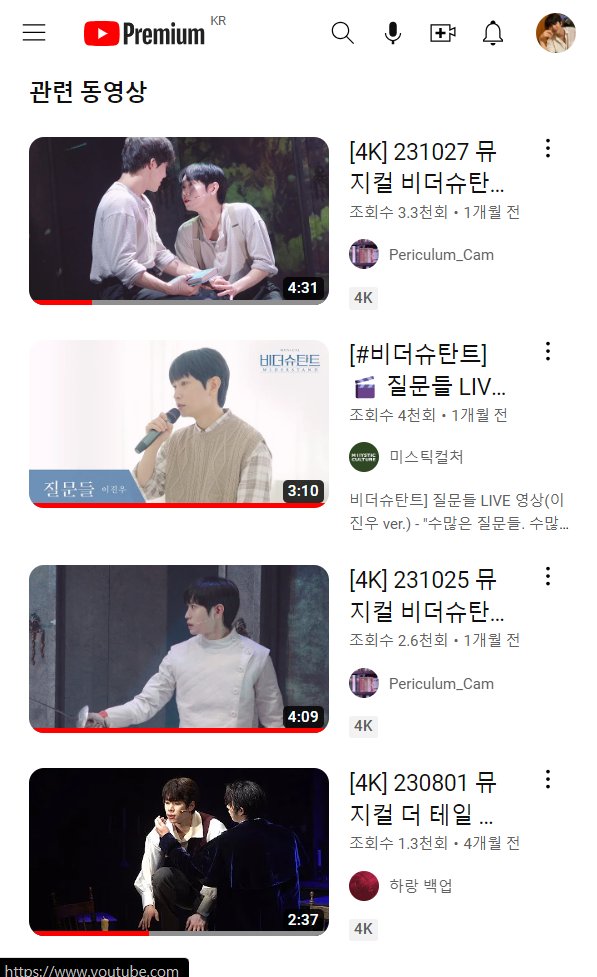 Premium
KR
관련 동영상
4:31
[4K] 231027 뮤
지컬 비더슈탄...
조회수 3.3천회 • 1개월 전
Periculum_Cam
4K
MUSICAL
비더슈탄트
WIDERSTAND
질문들 이진우
3:10
[#비더슈탄트]
🎬 질문들 LIV...
조회수 4천회 • 1개월 전
MYSTIC
CULTURE
미스틱컬처
비더슈탄트] 질문들 LIVE 영상(이
진우 ver.) - "수많은 질문들. 수많...
4:09
[4K] 231025 뮤
지컬 비더슈탄...
조회수 2.6천회 • 1개월 전
Periculum_Cam
4K
2:37
[4K] 230801 뮤
지컬 더 테일 ...
조회수 1.3천회 • 4개월 전
하랑 백업
4K
https://www.youtube.com